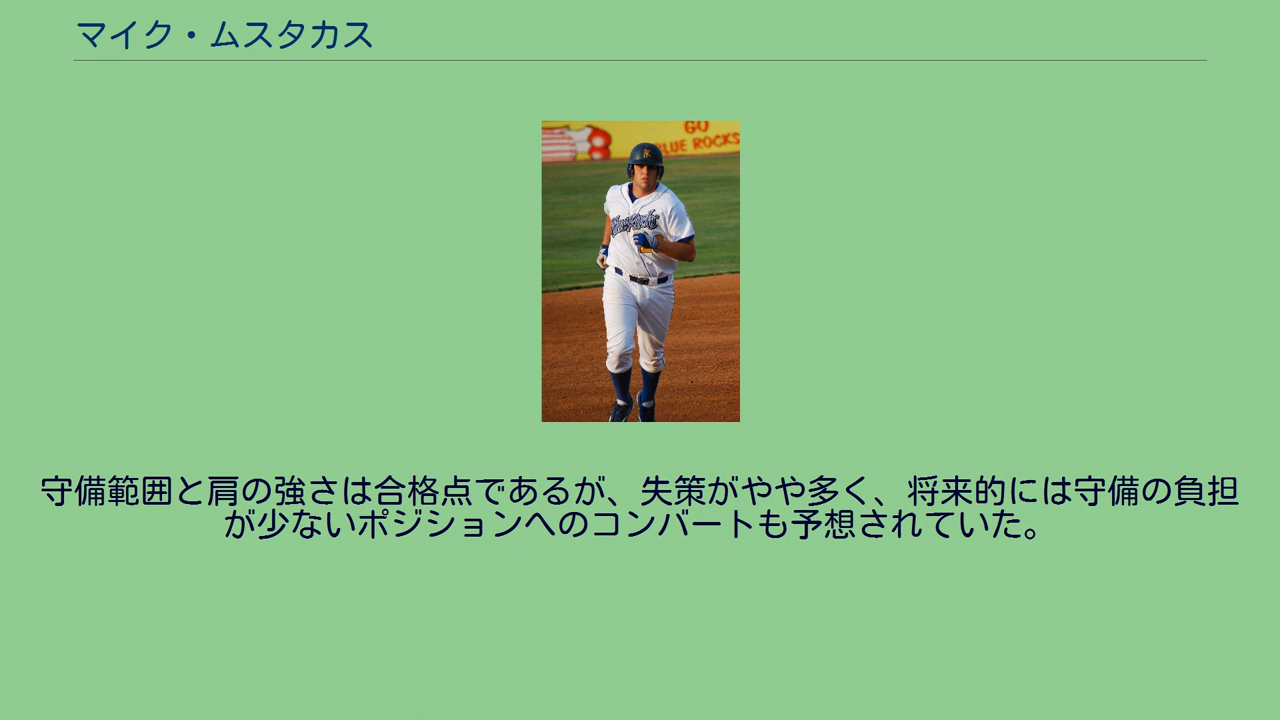 マイク・ムスタカス
GO
BLUE ROCKS
守備範囲と肩の強さは合格点であるが、失策がやや多く、将来的には守備の負担
が少ないポジションへのコンバートも予想されていた。